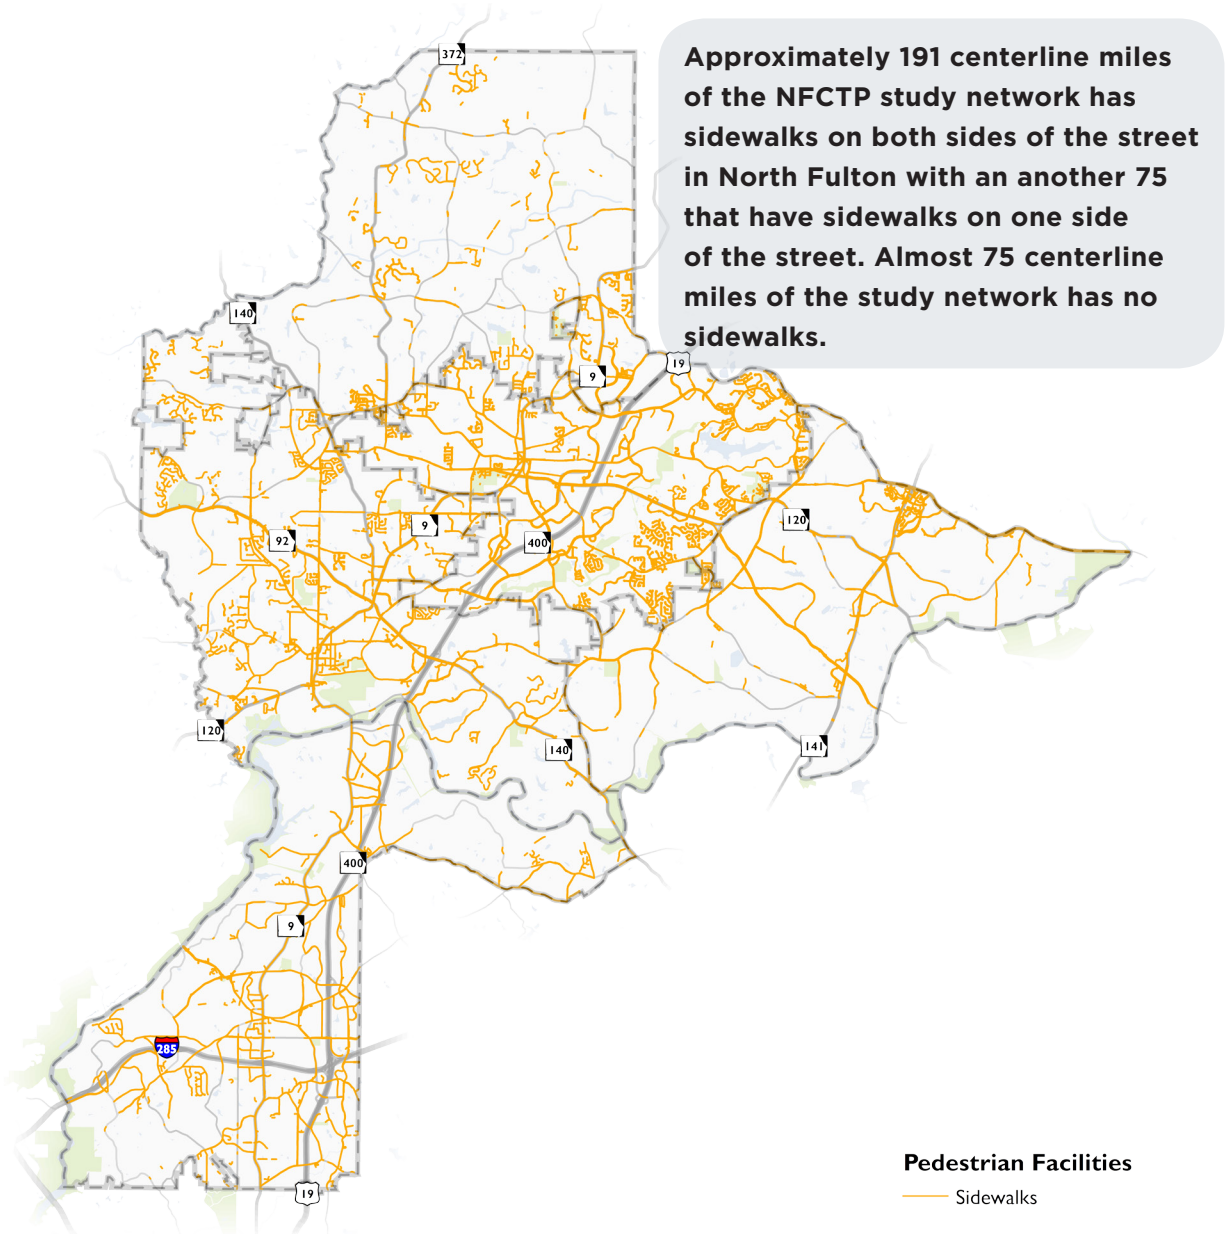 Approximately 191 centerline miles
of the NFCTP study network has
sidewalks on both sides of the street
in North Fulton with an another 75
that have sidewalks on one side
of the street. Almost 75 centerline
miles of the study network has no
sidewalks.
372
140
19
9
120
9
92
400
120
140
141
400
9
285
19
Pedestrian Facilities
Sidewalks